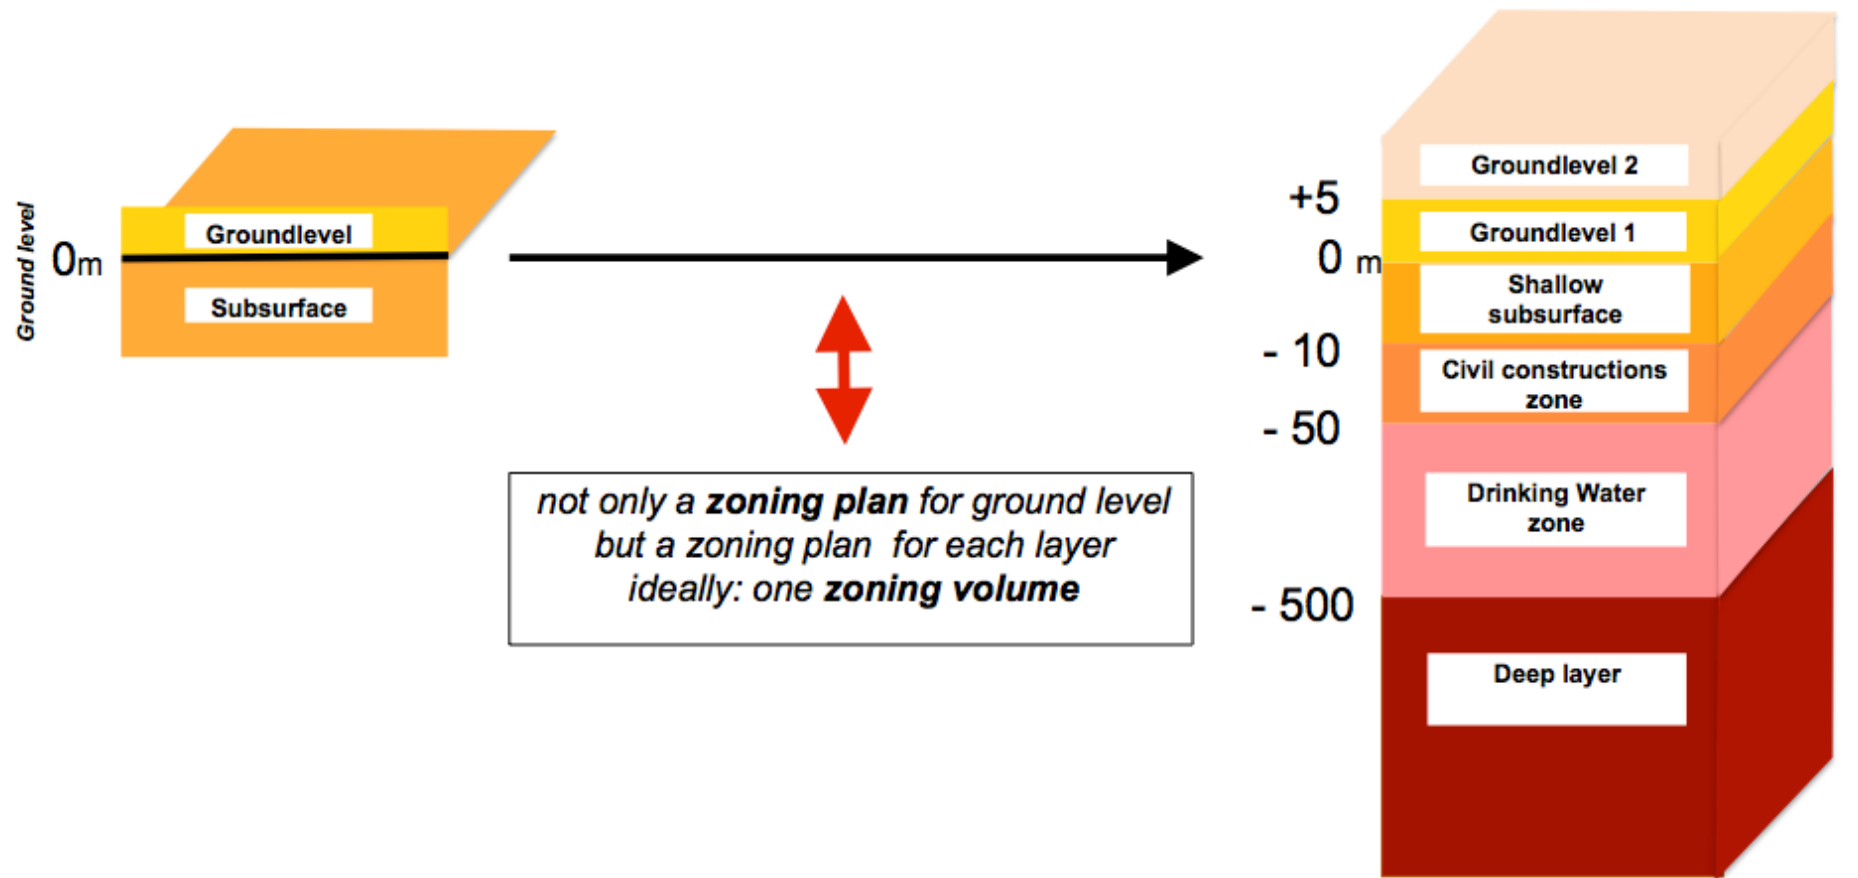 Ground level
0m
Groundlevel
Subsurface
not only a zoning plan for ground level
but a zoning plan for each layer
ideally: one zoning volume
+5
0 m
- 10
- 50
- 500
Groundlevel 2
Groundlevel 1
Shallow
subsurface
Civil constructions
zone
Drinking Water
zone
Deep layer